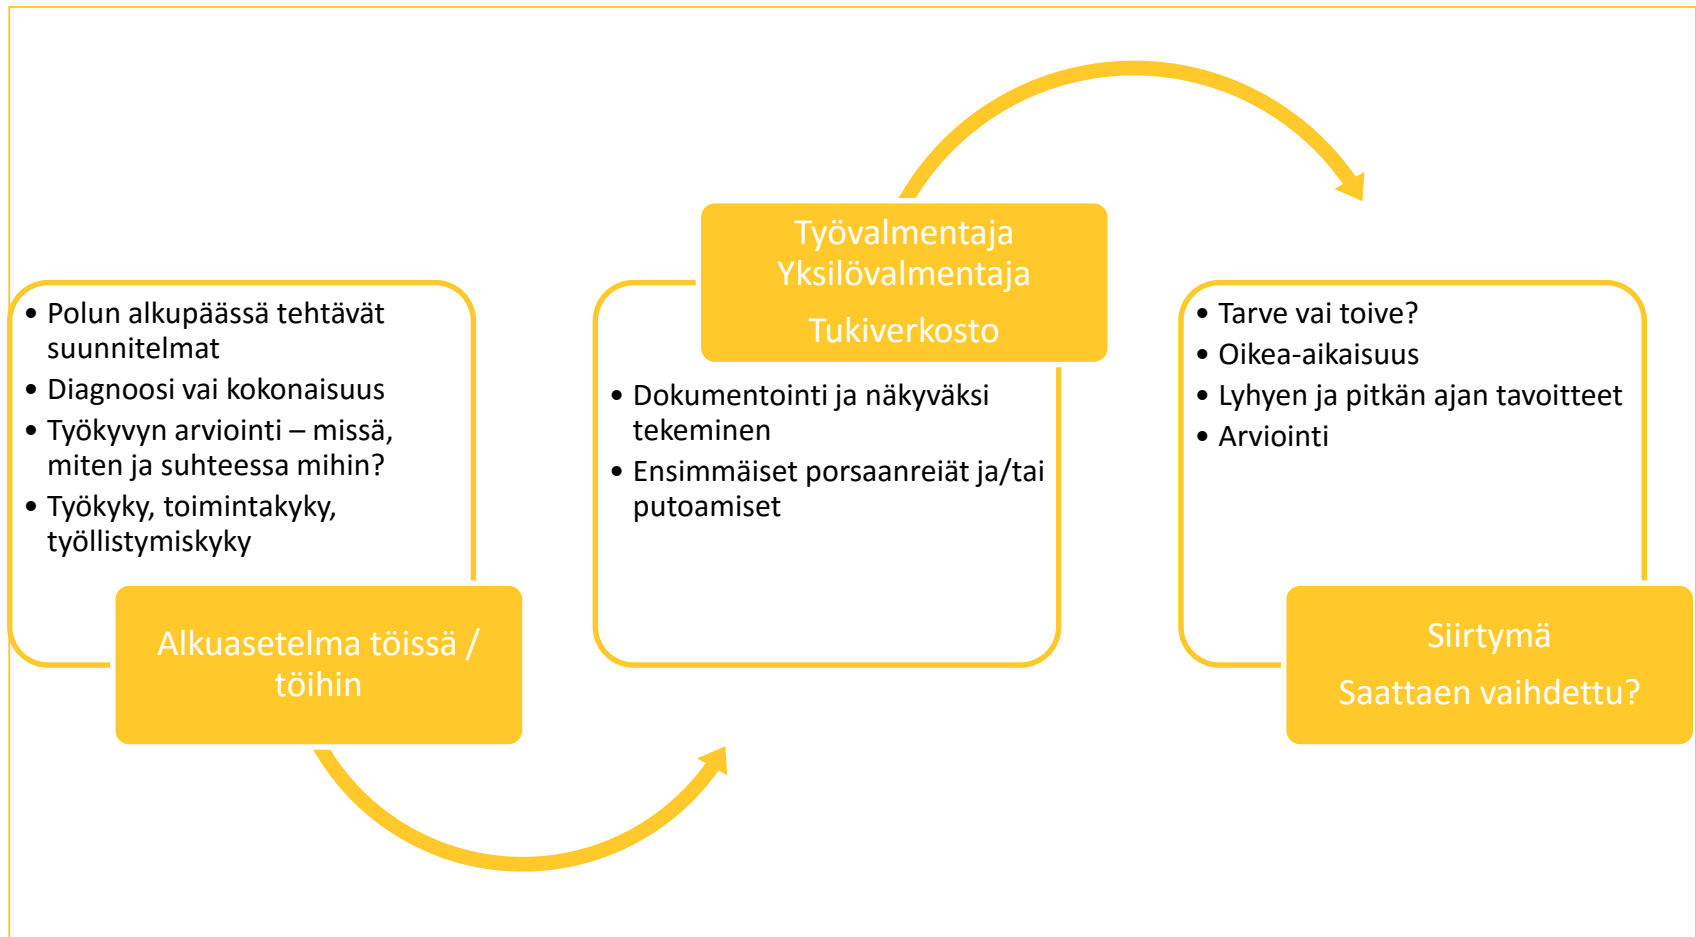 • Polun alkupäässä tehtävät
suunnitelmat
• Diagnoosi vai kokonaisuus
• Työkyvyn arviointi – missä,
miten ja suhteessa mihin?
• Työkyky, toimintakyky,
työllistymiskyky
Alkuasetelma töissä /
töihin
Työvalmentaja
Yksilövalmentaja
Tukiverkosto
• Dokumentointi ja näkyväksi
tekeminen
• Ensimmäiset porsaanreiät ja/tai
putoamiset
• Tarve vai toive?
• Oikea-aikaisuus
• Lyhyen ja pitkän ajan tavoitteet
• Arviointi
Siirtymä
Saattaen vaihdettu?